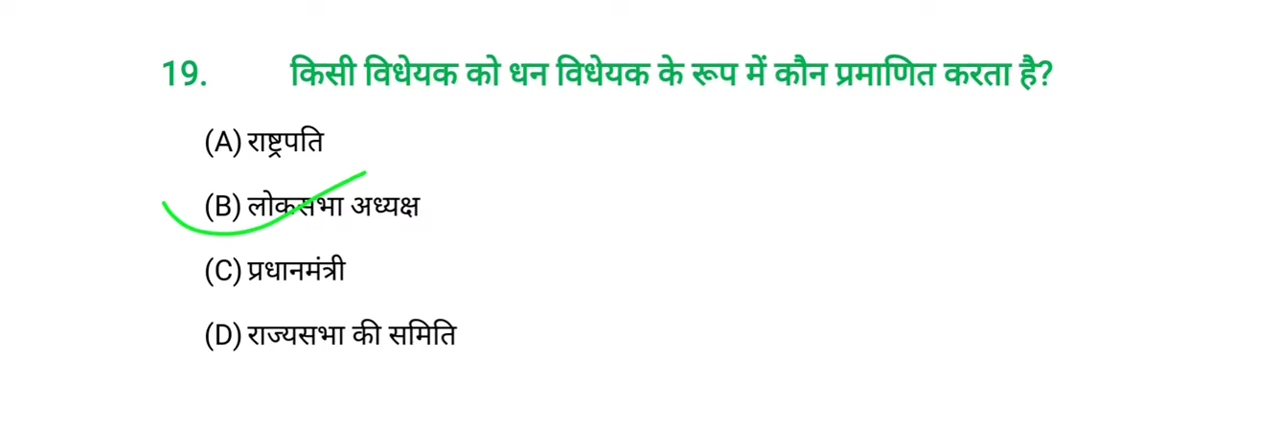 19. किसी विधेयक को धन विधेयक के रूप में कौन प्रमाणित करता है?
(A) राष्ट्रपति
(B) लोकसभा अध्यक्ष
(C) प्रधानमंत्री
(D) राज्यसभा की समिति